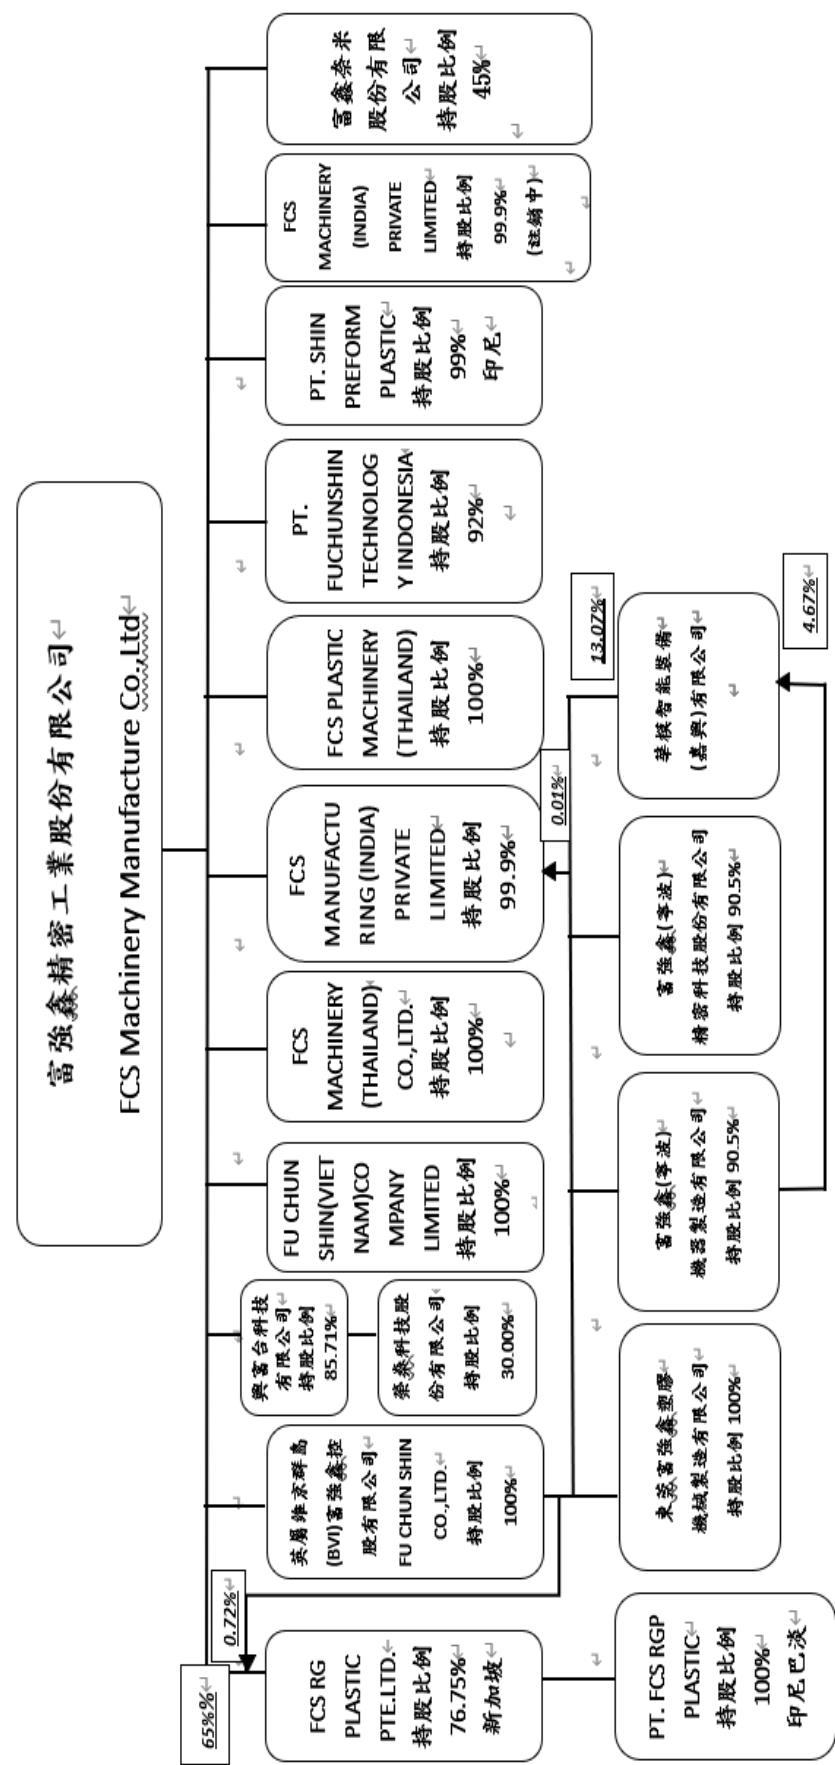 富強鑫精密工業股份有限公司
FCS Machinery Manufacture Co.,Ltd
65%%
0.72%
FCS RG
PLASTIC
PTE.LTD.
持股比例
76.75%
新加坡
英屬維京群島
(BVI)富強鑫控
股有限公司
FU CHUN SHIN
CO.,LTD.
持股比例
100%
興富台科技
有限公司
持股比例
85.71%
榮燊科技股
份有限公司
持股比例
30.00%
FU CHUN
SHIN(VIET
NAM)CO
MPANY
LIMITED
持股比例
100%
FCS
MACHINERY
(THAILAND)
CO.,LTD.
持股比例
100%
FCS
MANUFACTU
RING (INDIA)
PRIVATE
LIMITED
持股比例
99.9%
FCS PLASTIC
MACHINERY
(THAILAND)
持股比例
100%
PT.
FUCHUNSHIN
TECHNOLOG
Y INDONESIA
持股比例
92%
PT. SHIN
PREFORM
PLASTIC
持股比例
99%
印尼
FCS
MACHINERY
(INDIA)
PRIVATE
LIMITED
持股比例
99.9%
(註銷中)
富鑫奈米
股份有限
公司
持股比例
45%
0.01%
13.07%
PT. FCS RGP
PLASTIC
持股比例
100%
印尼巴淡
東莞富強鑫塑膠
機械製造有限公司
持股比例 100%
富強鑫(寧波)
機器製造有限公司
持股比例 90.5%
富強鑫(寧波)
精密科技股份有限公司
持股比例 90.5%
華模智能裝備
(嘉興)有限公司
4.67%